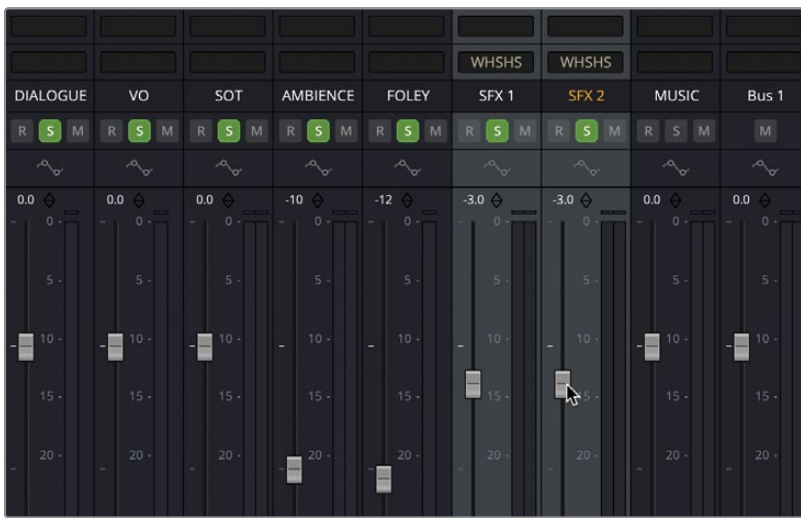 WHSHS WHSHS
DIALOGUE VO SOT AMBIENCE FOLEY SFX 1 SFX 2 MUSIC Bus 1
R S M R S M R S M R S M R S M R S M R S M R S M M
0.0 0.0 0.0 -10 -12 -3.0 -3.0 0.0 0.0
0 0 0 0 0 0 0 0 0
5 5 5 5 5 5 5 5 5
10 10 10 10 10 10 10 10 10
15 15 15 15 15 15 5 15 15
20 20 20 20 20 20 20 20 20